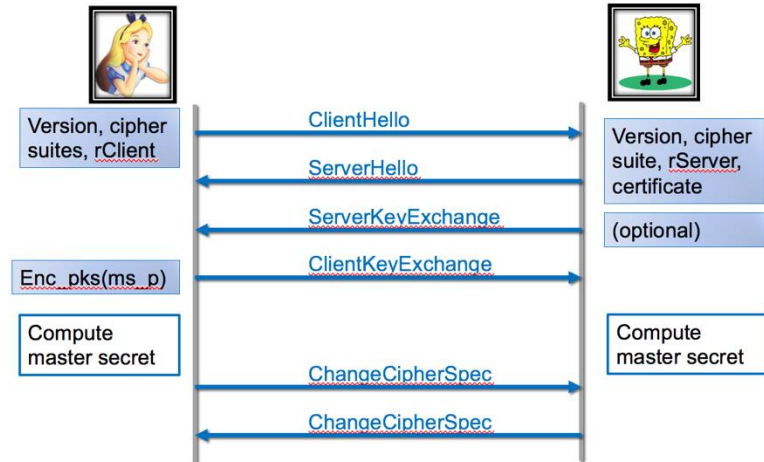 ClientHello
Version, cipher
suites, rClient
Version, cipher
suite, rServer,
certificate
ServerHello
ServerKeyExchange
(optional)
ClientKeyExchange
Enc_pks(ms_p)
Compute
master secret
Compute
master secret
ChangeCipherSpec
ChangeCipherSpec